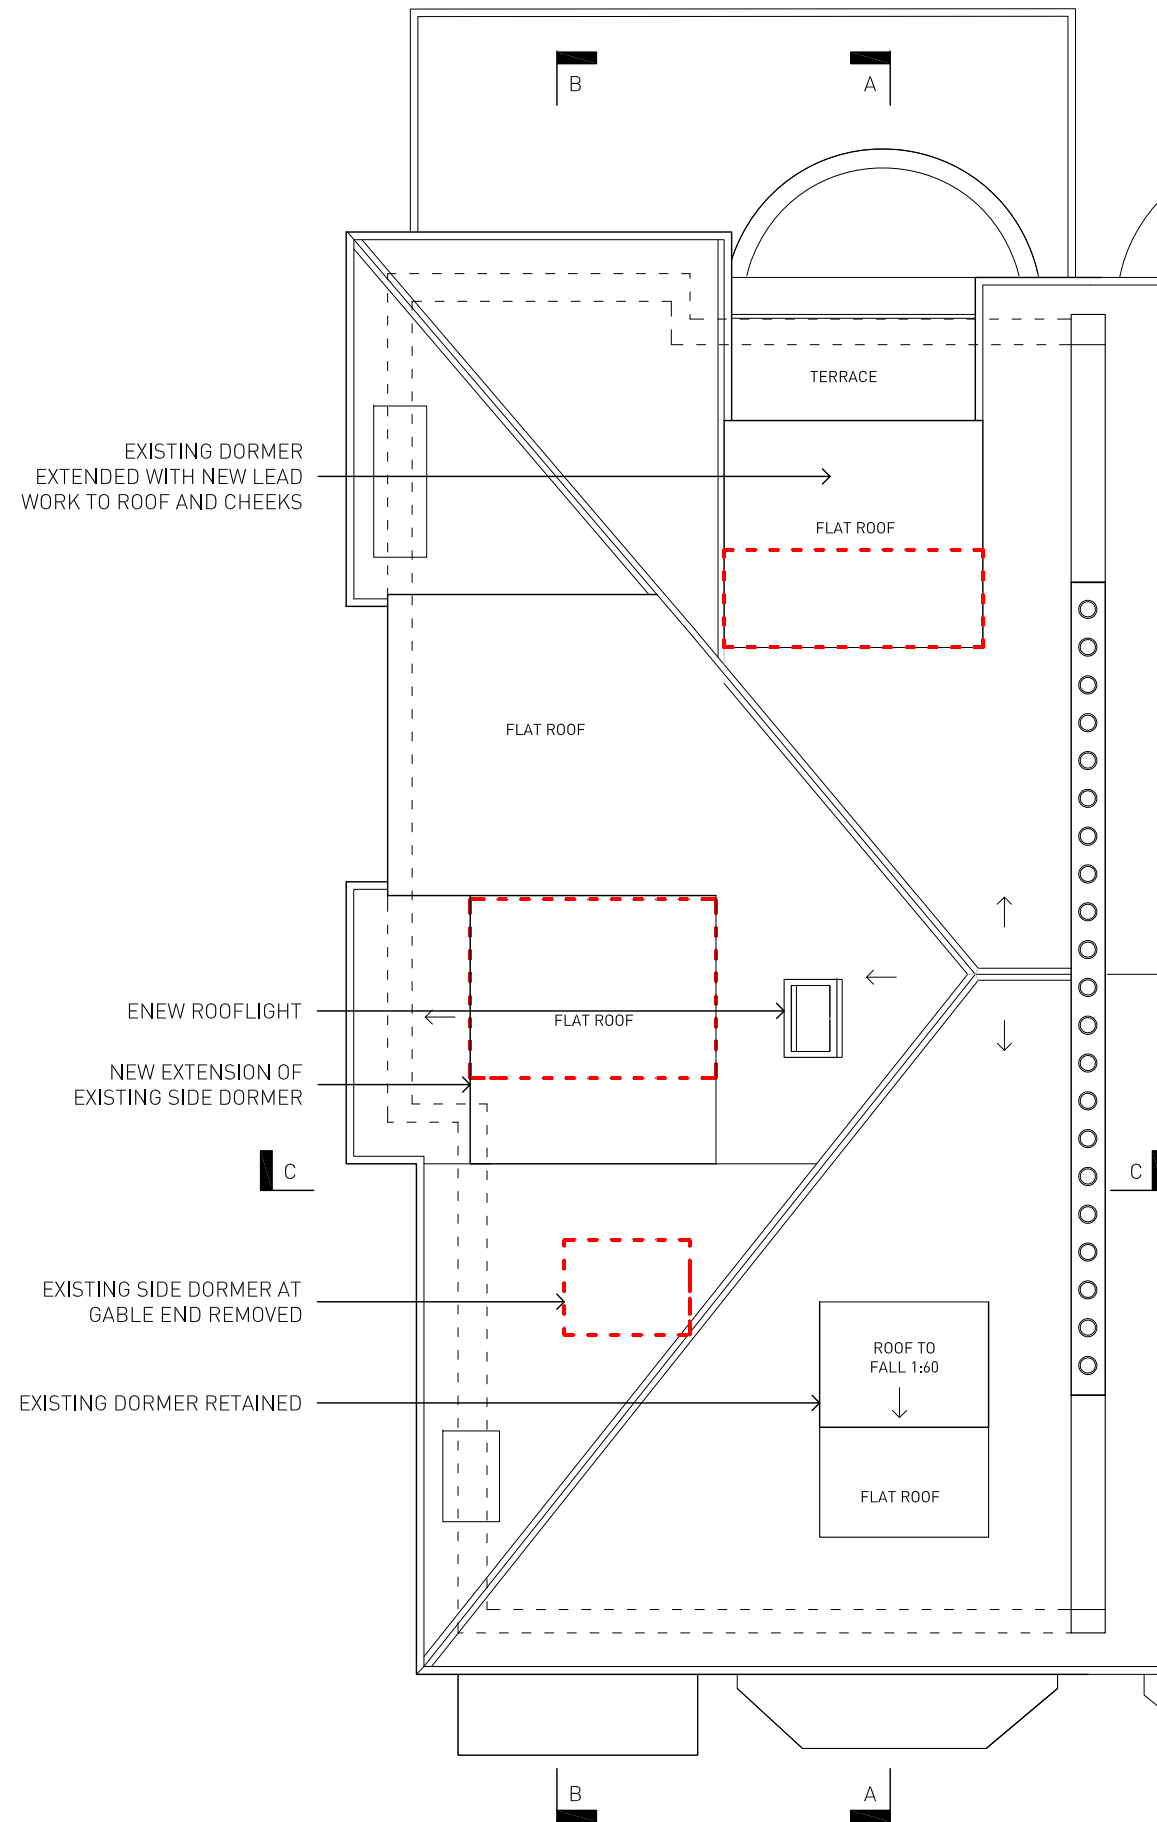 B
A
TERRACE
EXISTING DORMER
EXTENDED WITH NEW LEAD
WORK TO ROOF AND CHEEKS
FLAT ROOF
FLAT ROOF
ENEW ROOFLIGHT
FLAT ROOF
NEW EXTENSION OF
EXISTING SIDE DORMER
C
C
EXISTING SIDE DORMER AT
GABLE END REMOVED
ROOF TO
FALL 1:60
EXISTING DORMER RETAINED
FLAT ROOF
B
A